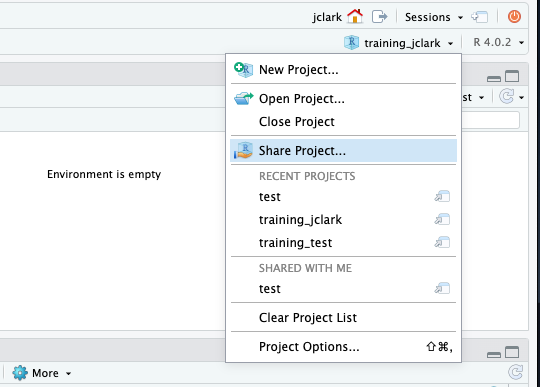 jclark Sessions
training_jclark R 4.0.2
New Project...
Open Project...
st
Close Project
Share Project...
RECENT PROJECTS
Environment is empty
test
training_jclark
training_test
SHARED WITH ME
test
Clear Project List
Project Options... ⇧⌘,
More